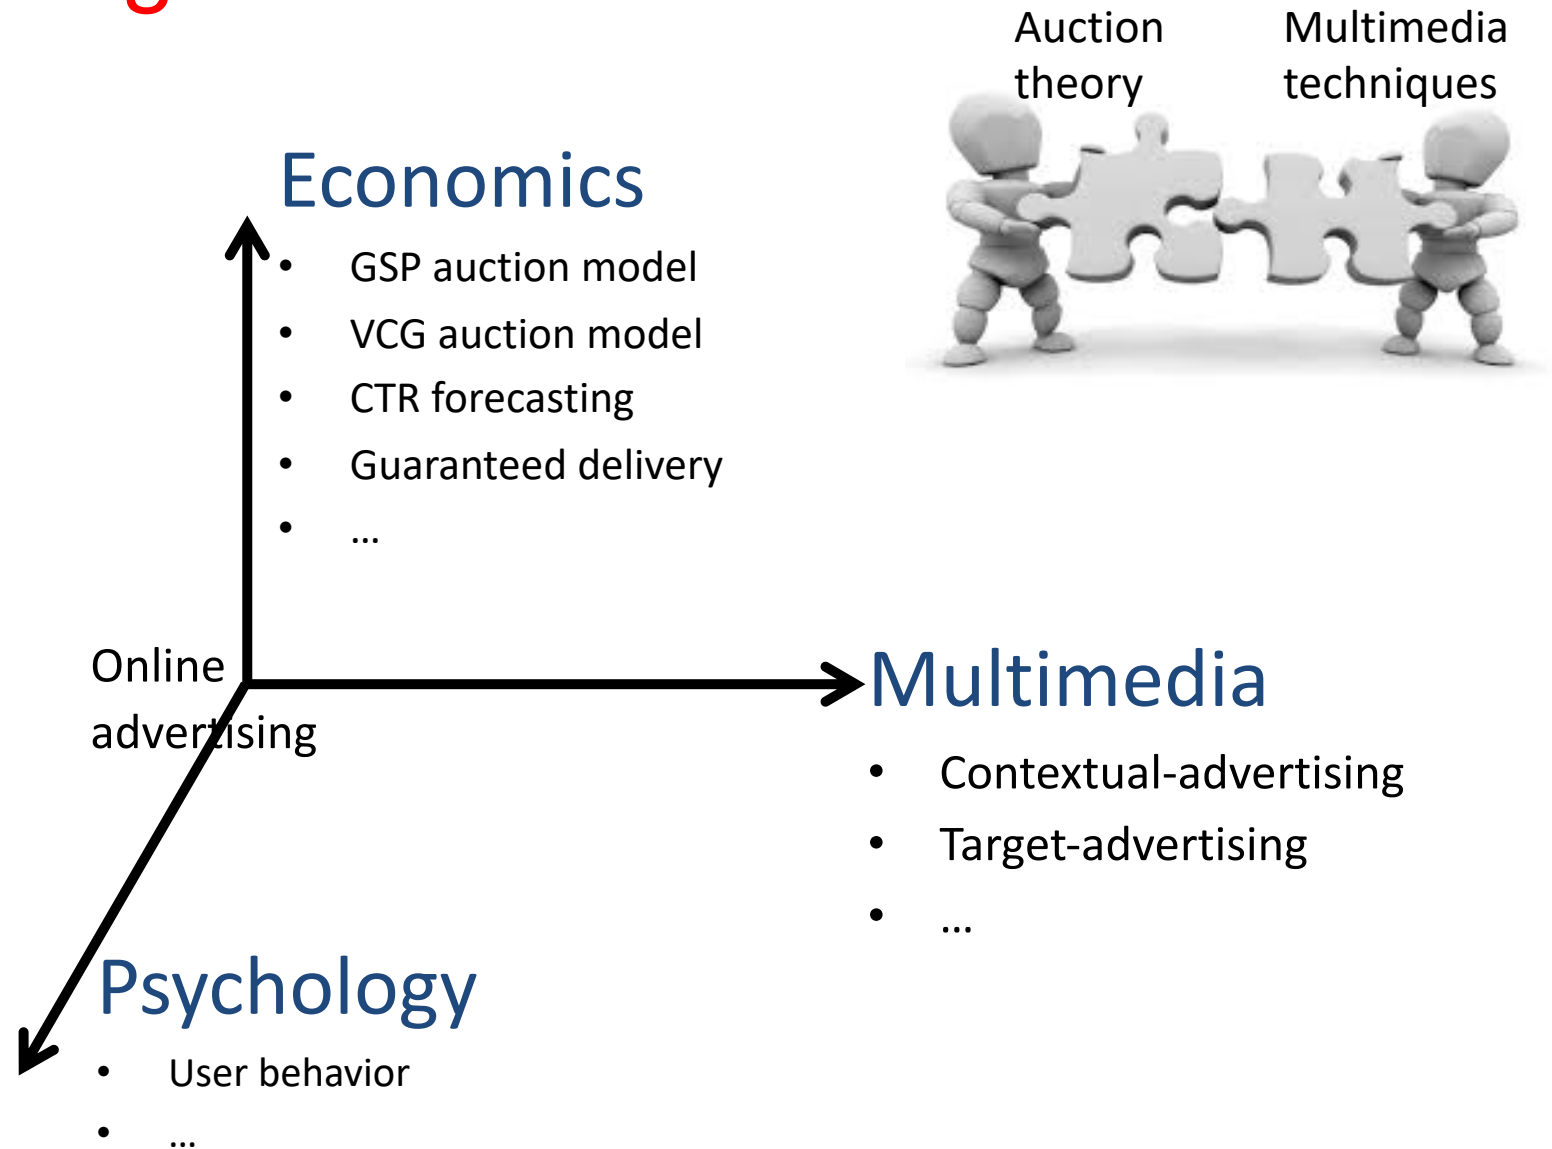 Auction
theory
Multimedia
techniques
Economics
• GSP auction model
• VCG auction model
• CTR forecasting
• Guaranteed delivery
• ...
Online
advertising
Multimedia
• Contextual-advertising
• Target-advertising
• ...
Psychology
• User behavior
• ...